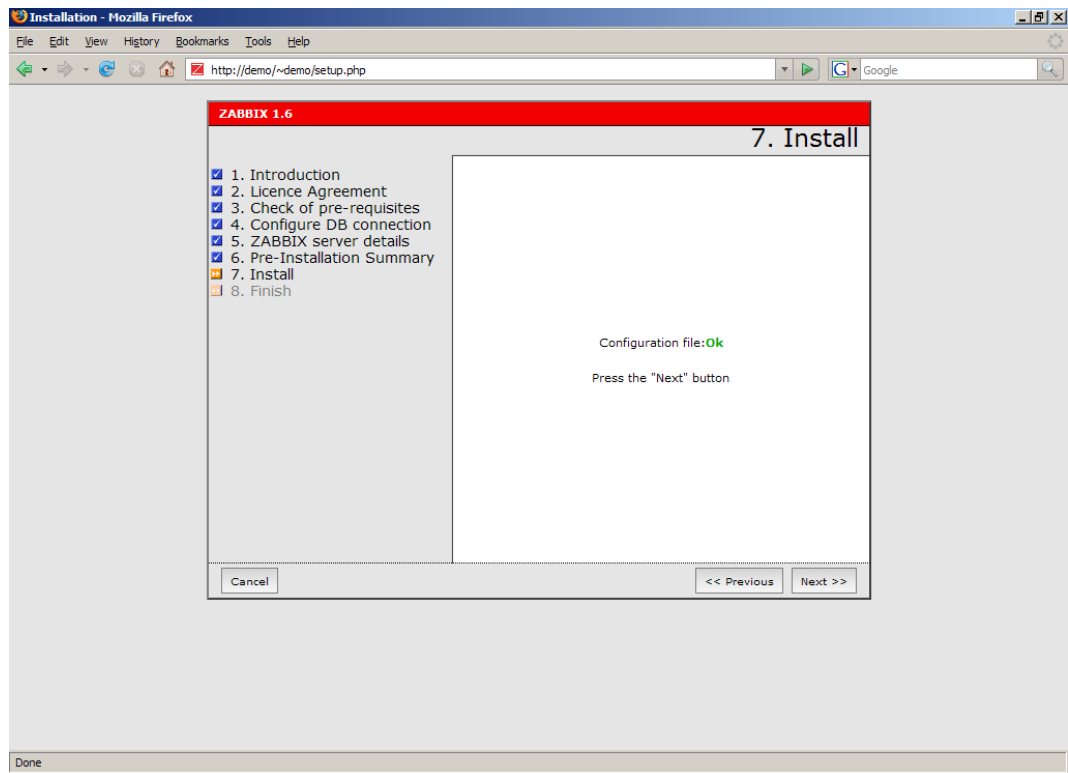 Installation - Mozilla Firefox
File Edit View History Bookmarks Tools Help
http://demo/~demo/setup.php
G Google
ZABBIX 1.6
7. Install
1. Introduction
2. Licence Agreement
3. Check of pre-requisites
4. Configure DB connection
5. ZABBIX server details
6. Pre-Installation Summary
7. Install
8. Finish
Configuration file:Ok
Press the "Next" button
Cancel << Previous Next >>
Done